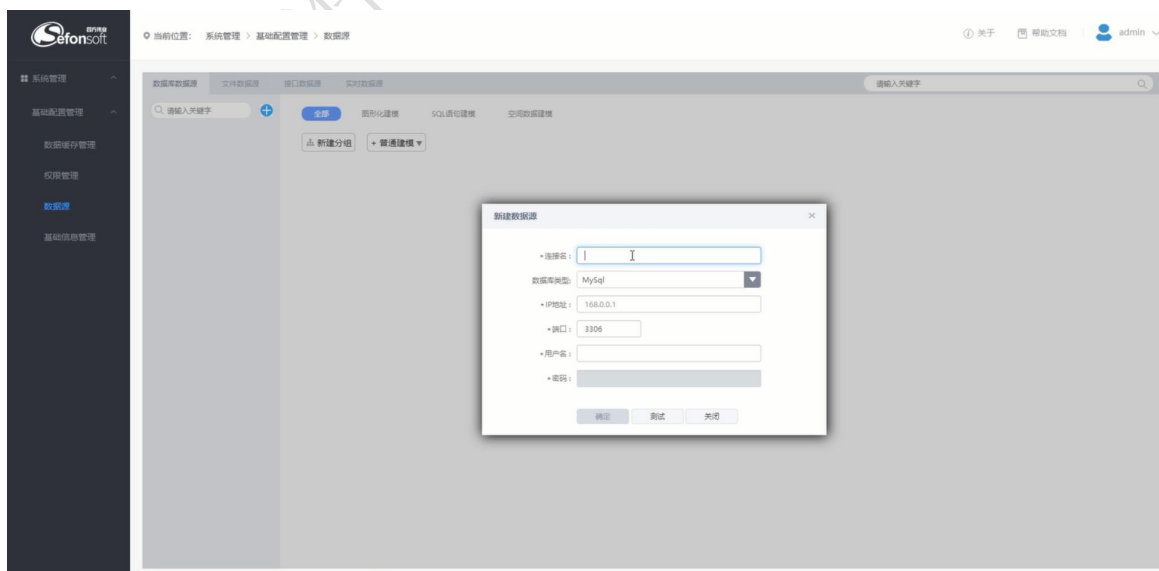 Sefonsoft 四方伟业
当前位置： 系统管理 > 基础配置管理 > 数据源
关于 帮助文档 admin
系统管理
基础配置管理
数据缓存管理
权限管理
数据源
基础信息管理
数据库数据源 文件数据源 接口数据源 实时数据源
请输入关键字
请输入关键字
全部 图形化建模 SQL语句建模 空间数据建模
新建分组 + 普通建模
新建数据源 ×
*连接名：
数据库类型: MySql
*IP地址： 168.0.0.1
*端口： 3306
*用户名：
*密码：
确定 测试 关闭